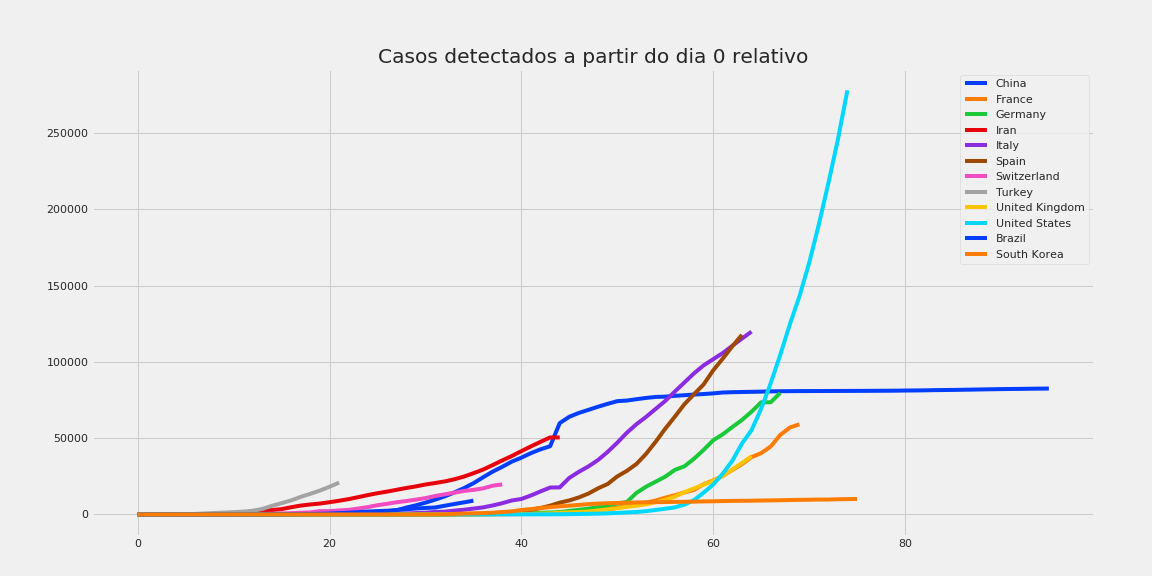 Casos detectados a partir do dia 0 relativo
China
France
Germany
Iran
Italy
Spain
Switzerland
Turkey
United Kingdom
United States
Brazil
South Korea
250000
200000
150000
100000
50000
0
0 20 40 60 80